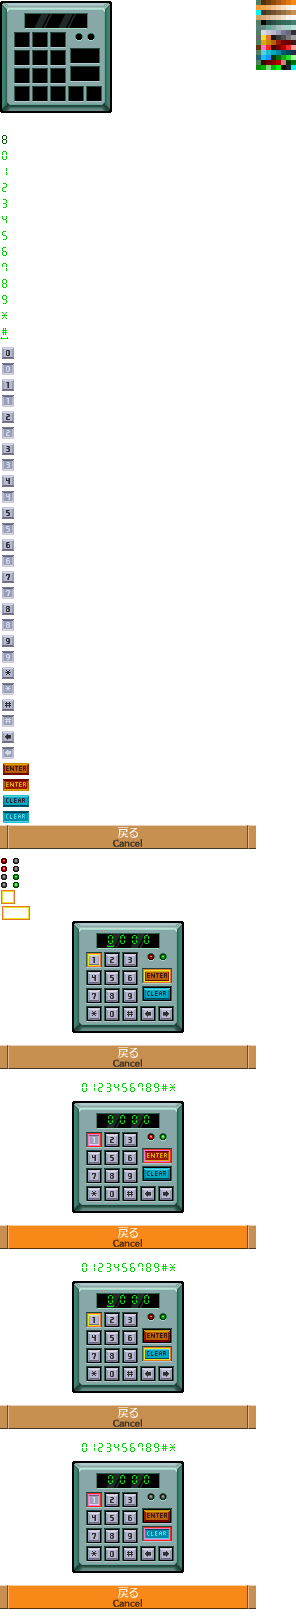 8
0
1
2
3
4
5
6
7
8
9
*
#
0
0
1
1
2
2
3
3
4
4
5
5
6
6
7
7
8
8
9
9
*
*
#
#
ENTER
ENTER
CLEAR
CLEAR
戻る
Cancel
0000
1 2 3
4 5 6 ENTER
7 8 9 CLEAR
* 0 #
戻る
Cancel
0123456789#*
0000
1 2 3
4 5 6 ENTER
7 8 9 CLEAR
* 0 #
戻る
Cancel
0123456789#*
0000
1 2 3
4 5 6 ENTER
7 8 9 CLEAR
* 0 #
戻る
Cancel
0123456789#*
0000
1 2 3
4 5 6 ENTER
7 8 9 CLEAR
* 0 #
戻る
Cancel